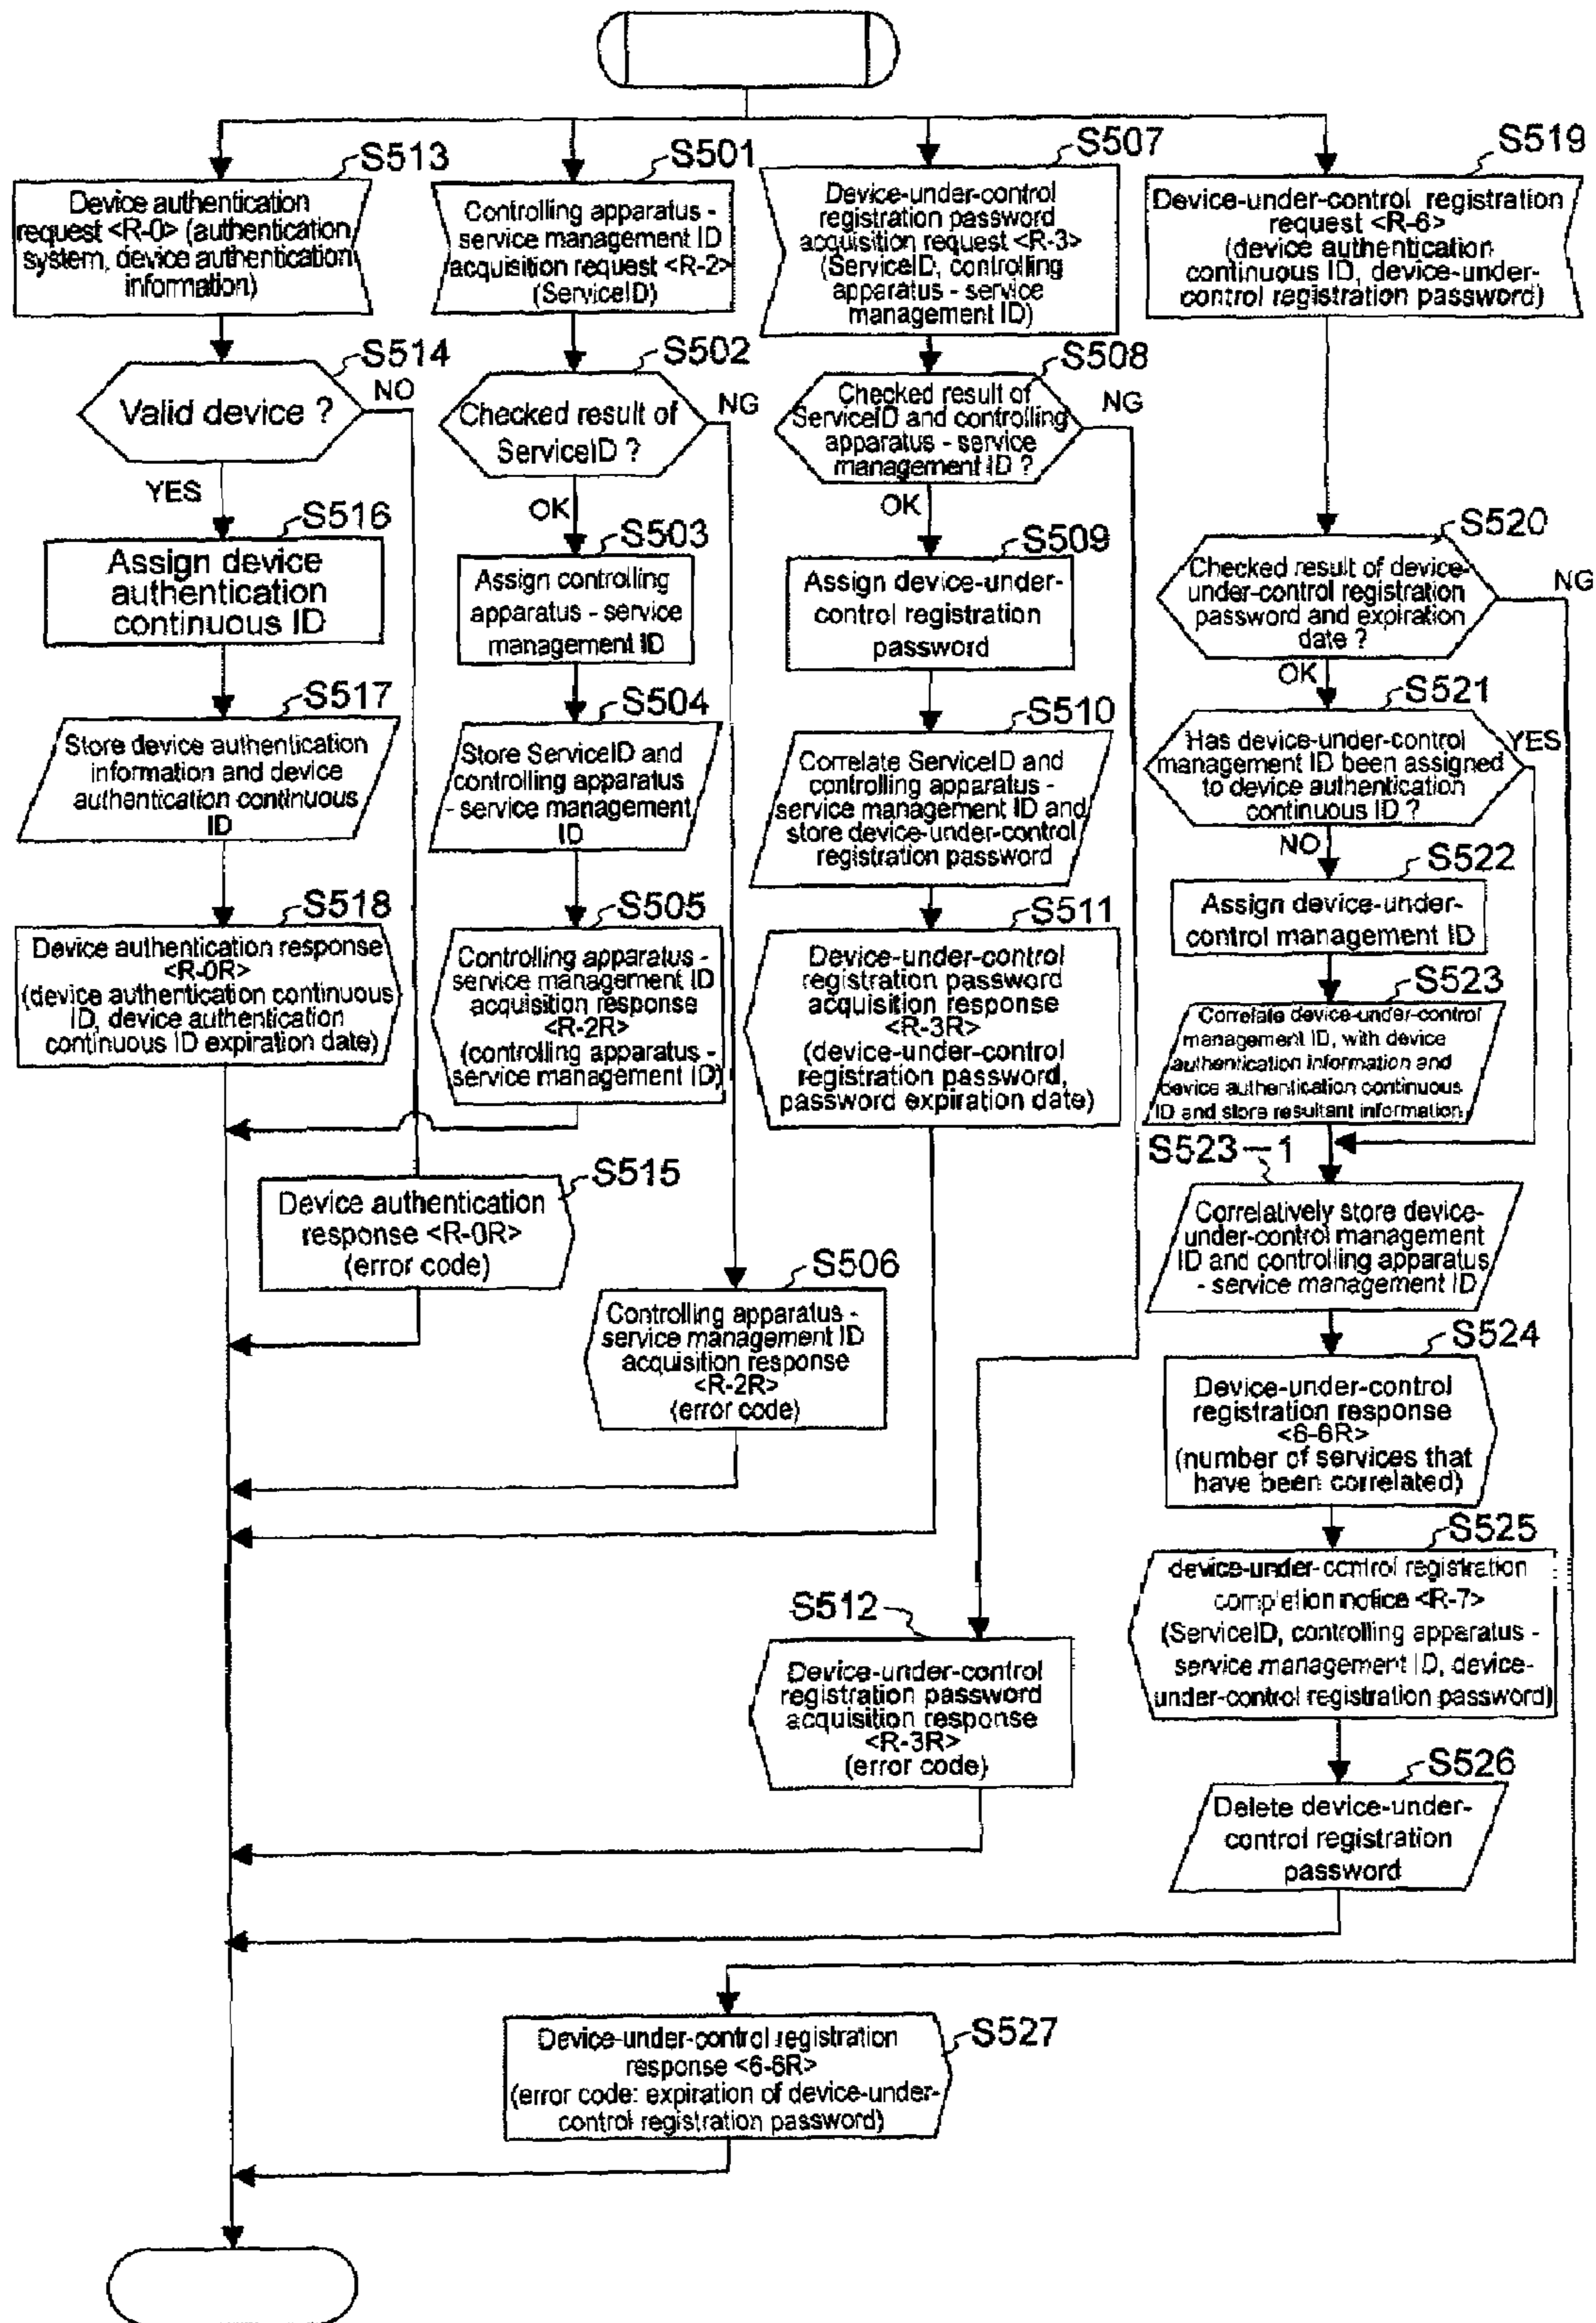 S513
Device authentication
request <R-0> (authentication
system, device authentication
information)
S514
Valid device ?
NO
YES
S516
Assign device
authentication
continuous ID
S517
Store device authentication
information and device
authentication continuous
ID
S518
Device authentication response
<R-0R>
(device authentication continuous
ID, device authentication
continuous ID expiration date)
S515
Device authentication
response <R-0R>
(error code)
S501
Controlling apparatus -
service management ID
acquisition request <R-2>
(ServiceID)
S502
Checked result of
ServiceID ?
NG
OK
S503
Assign controlling
apparatus - service
management ID
S504
Store ServiceID and
controlling apparatus
- service management
ID
S505
Controlling apparatus -
service management ID
acquisition response
<R-2R>
(controlling apparatus -
service management ID)
S506
Controlling apparatus -
service management ID
acquisition response
<R-2R>
(error code)
S507
Device-under-control
registration password
acquisition request <R-3>
(ServiceID, controlling
apparatus - service
management ID)
S508
Checked result of
ServiceID and controlling
apparatus - service
management ID ?
NG
OK
S509
Assign device-under-
control registration
password
S510
Correlate ServiceID and
controlling apparatus -
service management ID and
store device-under-control
registration password
S511
Device-under-control
registration password
acquisition response
<R-3R>
(device-under-control
registration password,
password expiration date)
S512
Device-under-control
registration password
acquisition response
<R-3R>
(error code)
S519
Device-under-control registration
request <R-6>
(device authentication
continuous ID, device-under-
control registration password)
S520
Checked result of device-
under-control registration
password and expiration
date ?
NG
OK
S521
Has device-under-control
management ID been assigned
to device authentication
continuous ID ?
YES
NO
S522
Assign device-under-
control management ID
S523
Correlate device-under-control
management ID, with device
authentication information and
device authentication continuous
ID and store resultant information
S523-1
Correlatively store device-
under-control management
ID and controlling apparatus
- service management ID
S524
Device-under-control
registration response
<6-6R>
(number of services that
have been correlated)
S525
device-under-control registration
completion notice <R-7>
(ServiceID, controlling apparatus -
service management ID, device-
under-control registration password)
S526
Delete device-under-
control registration
password
S527
Device-under-control registration
response <6-6R>
(error code: expiration of device-under-
control registration password)